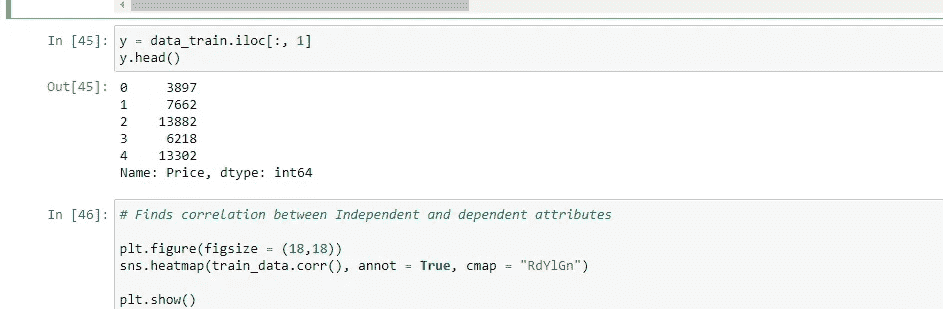 In [45]: y = data_train.iloc[:, 1]
y.head()
Out[45]: 0 3897
1 7662
2 13882
3 6218
4 13302
Name: Price, dtype: int64
In [46]: # Finds correlation between Independent and dependent attributes
plt.figure(figsize = (18,18))
sns.heatmap(train_data.corr(), annot = True, cmap = "RdYlGn")
plt.show()